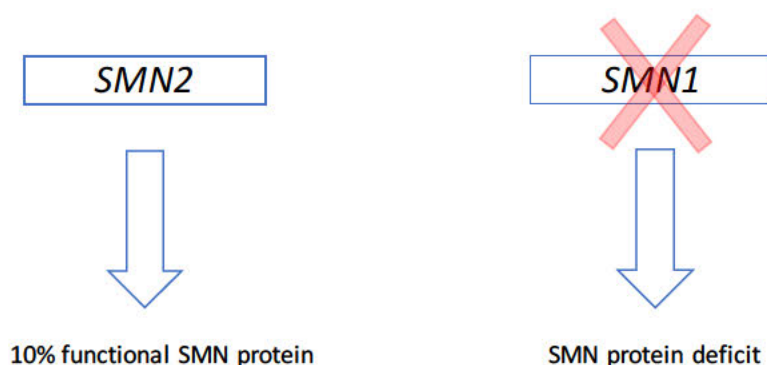 SMN2
SMN1
10% functional SMN protein
SMN protein deficit